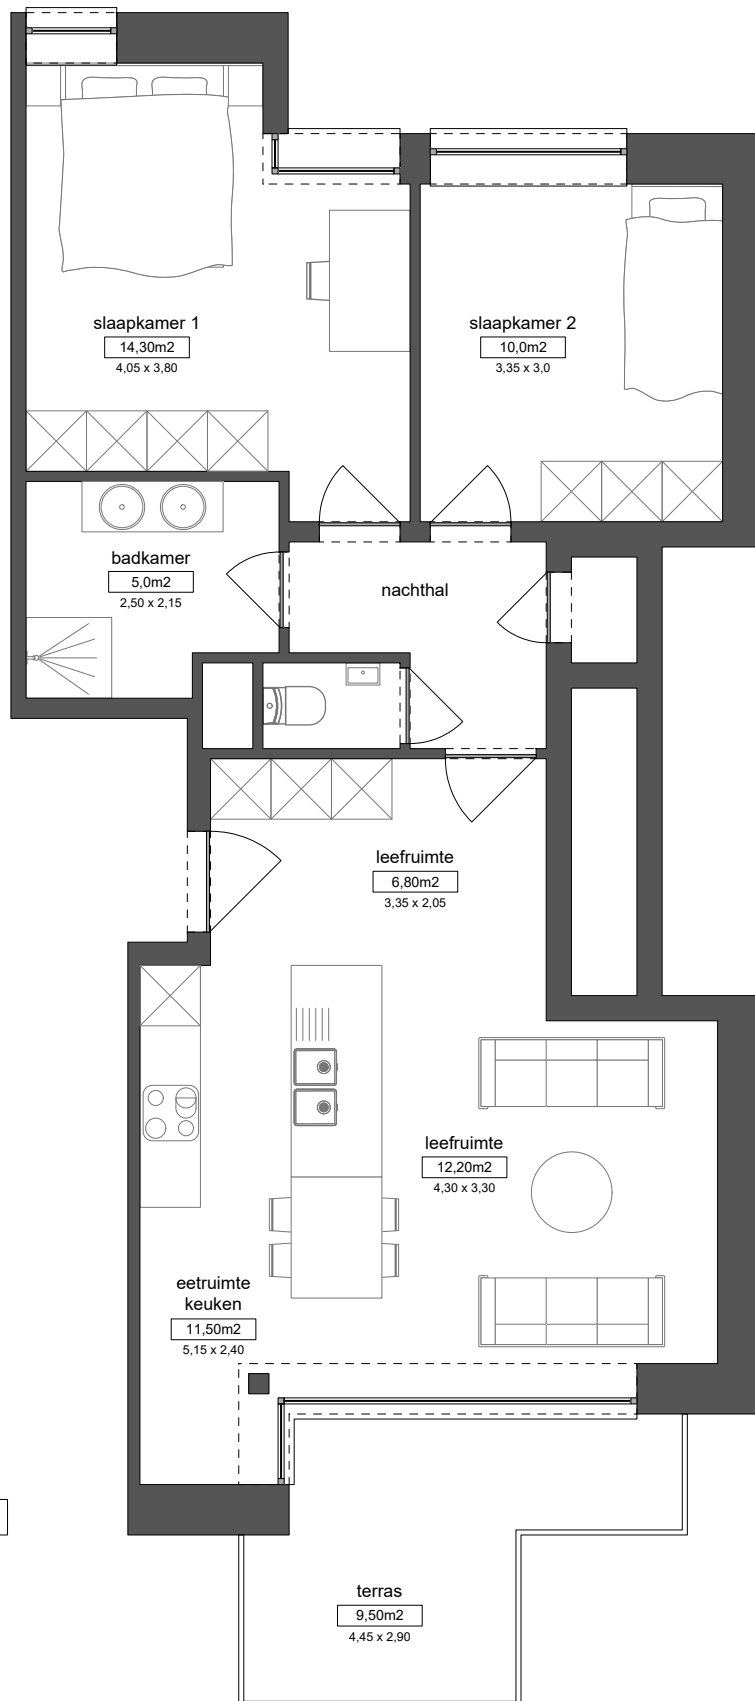 slaapkamer 1
14,30m2
4,05 x 3,80
slaapkamer 2
10,0m2
3,35 x 3,0
badkamer
5,0m2
2,50 x 2,15
nachthal
leefruimte
6,80m2
3,35 x 2,05
leefruimte
12,20m2
4,30 x 3,30
eetruimte
keuken
11,50m2
5,15 x 2,40
terras
9,50m2
4,45 x 2,90